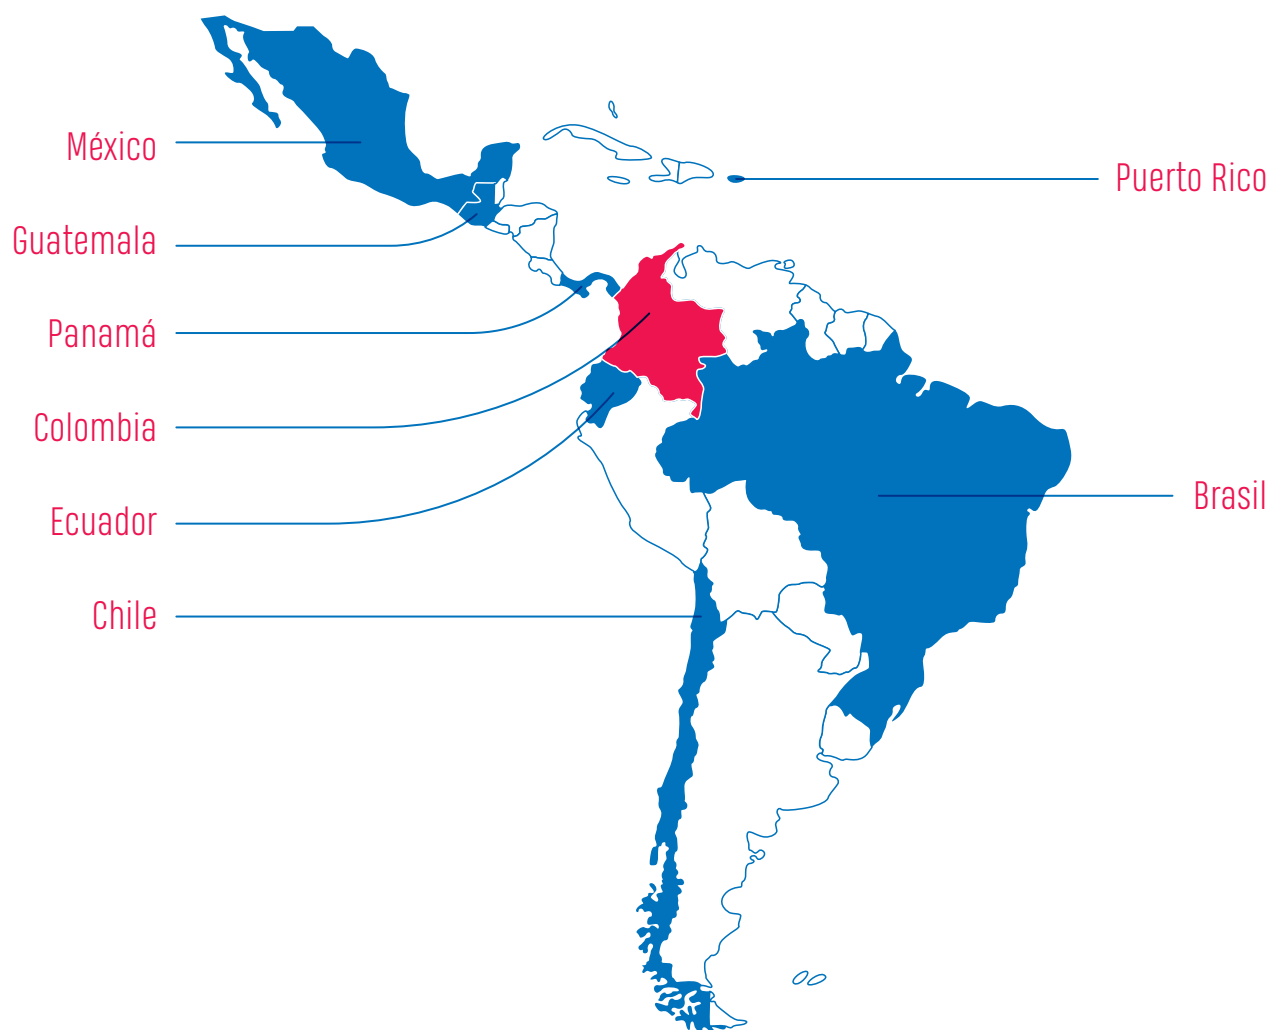 México
Puerto Rico
Guatemala
Panamá
Colombia
Brasil
Ecuador
Chile